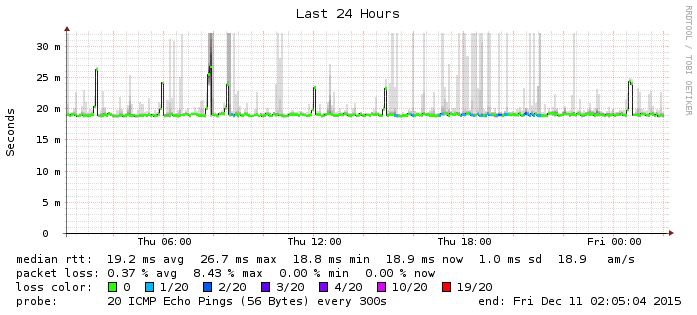 Last 24 Hours
RRDTOOL / TOBI OETIKER
Seconds
30 m
25 m
20 m
15 m
10 m
5 m
0
Thu 06:00 Thu 12:00 Thu 18:00 Fri 00:00
median rtt: 19.2 ms avg 26.7 ms max 18.8 ms min 18.9 ms now 1.0 ms sd 18.9 am/s
packet loss: 0.37 % avg 8.43 % max 0.00 % min 0.00 % now
loss color: 0 1/20 2/20 3/20 4/20 10/20 19/20
probe: 20 ICMP Echo Pings (56 Bytes) every 300s end: Fri Dec 11 02:05:04 2015